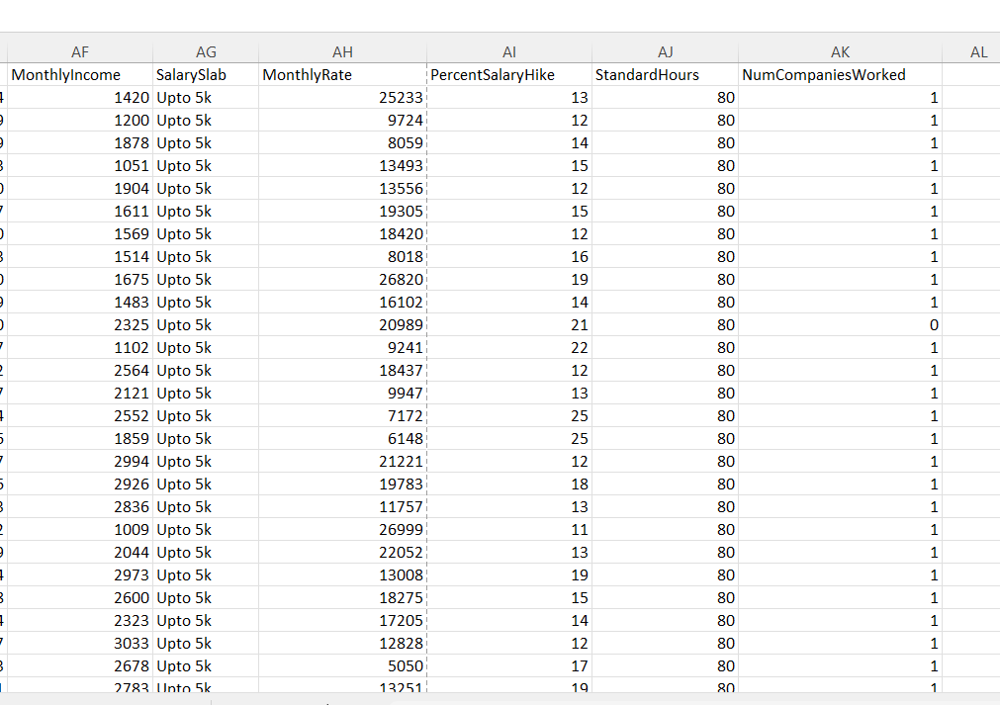 AF AG AH AI AJ AK AL
MonthlyIncome SalarySlab MonthlyRate PercentSalaryHike StandardHours NumCompaniesWorked
1420 Upto 5k 25233 13 80 1
1200 Upto 5k 9724 12 80 1
1878 Upto 5k 8059 14 80 1
1051 Upto 5k 13493 15 80 1
1904 Upto 5k 13556 12 80 1
1611 Upto 5k 19305 15 80 1
1569 Upto 5k 18420 12 80 1
1514 Upto 5k 8018 16 80 1
1675 Upto 5k 26820 19 80 1
1483 Upto 5k 16102 14 80 1
2325 Upto 5k 20989 21 80 0
1102 Upto 5k 9241 22 80 1
2564 Upto 5k 18437 12 80 1
2121 Upto 5k 9947 13 80 1
2552 Upto 5k 7172 25 80 1
1859 Upto 5k 6148 25 80 1
2994 Upto 5k 21221 12 80 1
2926 Upto 5k 19783 18 80 1
2836 Upto 5k 11757 13 80 1
1009 Upto 5k 26999 11 80 1
2044 Upto 5k 22052 13 80 1
2973 Upto 5k 13008 19 80 1
2600 Upto 5k 18275 15 80 1
2323 Upto 5k 17205 14 80 1
3033 Upto 5k 12828 12 80 1
2678 Upto 5k 5050 17 80 1
2783 Upto 5k 13251 19 80 1